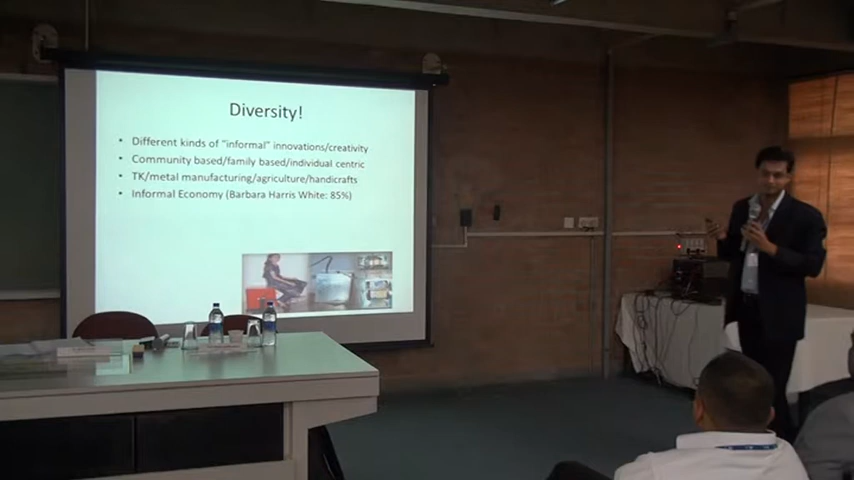 Diversity!
• Different kinds of "informal" innovations/creativity
• Community based/family based/individual centric
• TK/metal manufacturing/agriculture/handicrafts
• Informal Economy (Barbara Harris White: 85%)